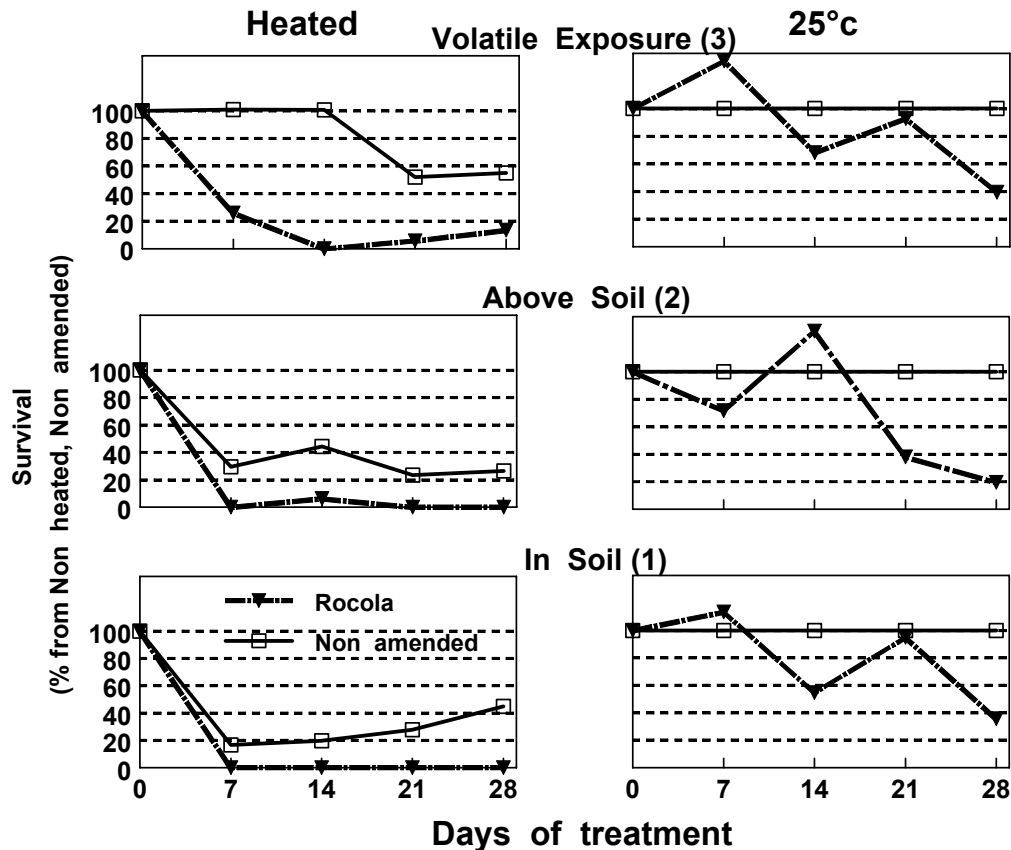 Heated
25°c
Volatile Exposure (3)
100
80
60
40
20
0
Above Soil (2)
100
80
60
40
20
0
Survival
(% from Non heated, Non amended)
In Soil (1)
Rocola
Non amended
100
80
60
40
20
0
0 7 14 21 28
0 7 14 21 28
Days of treatment